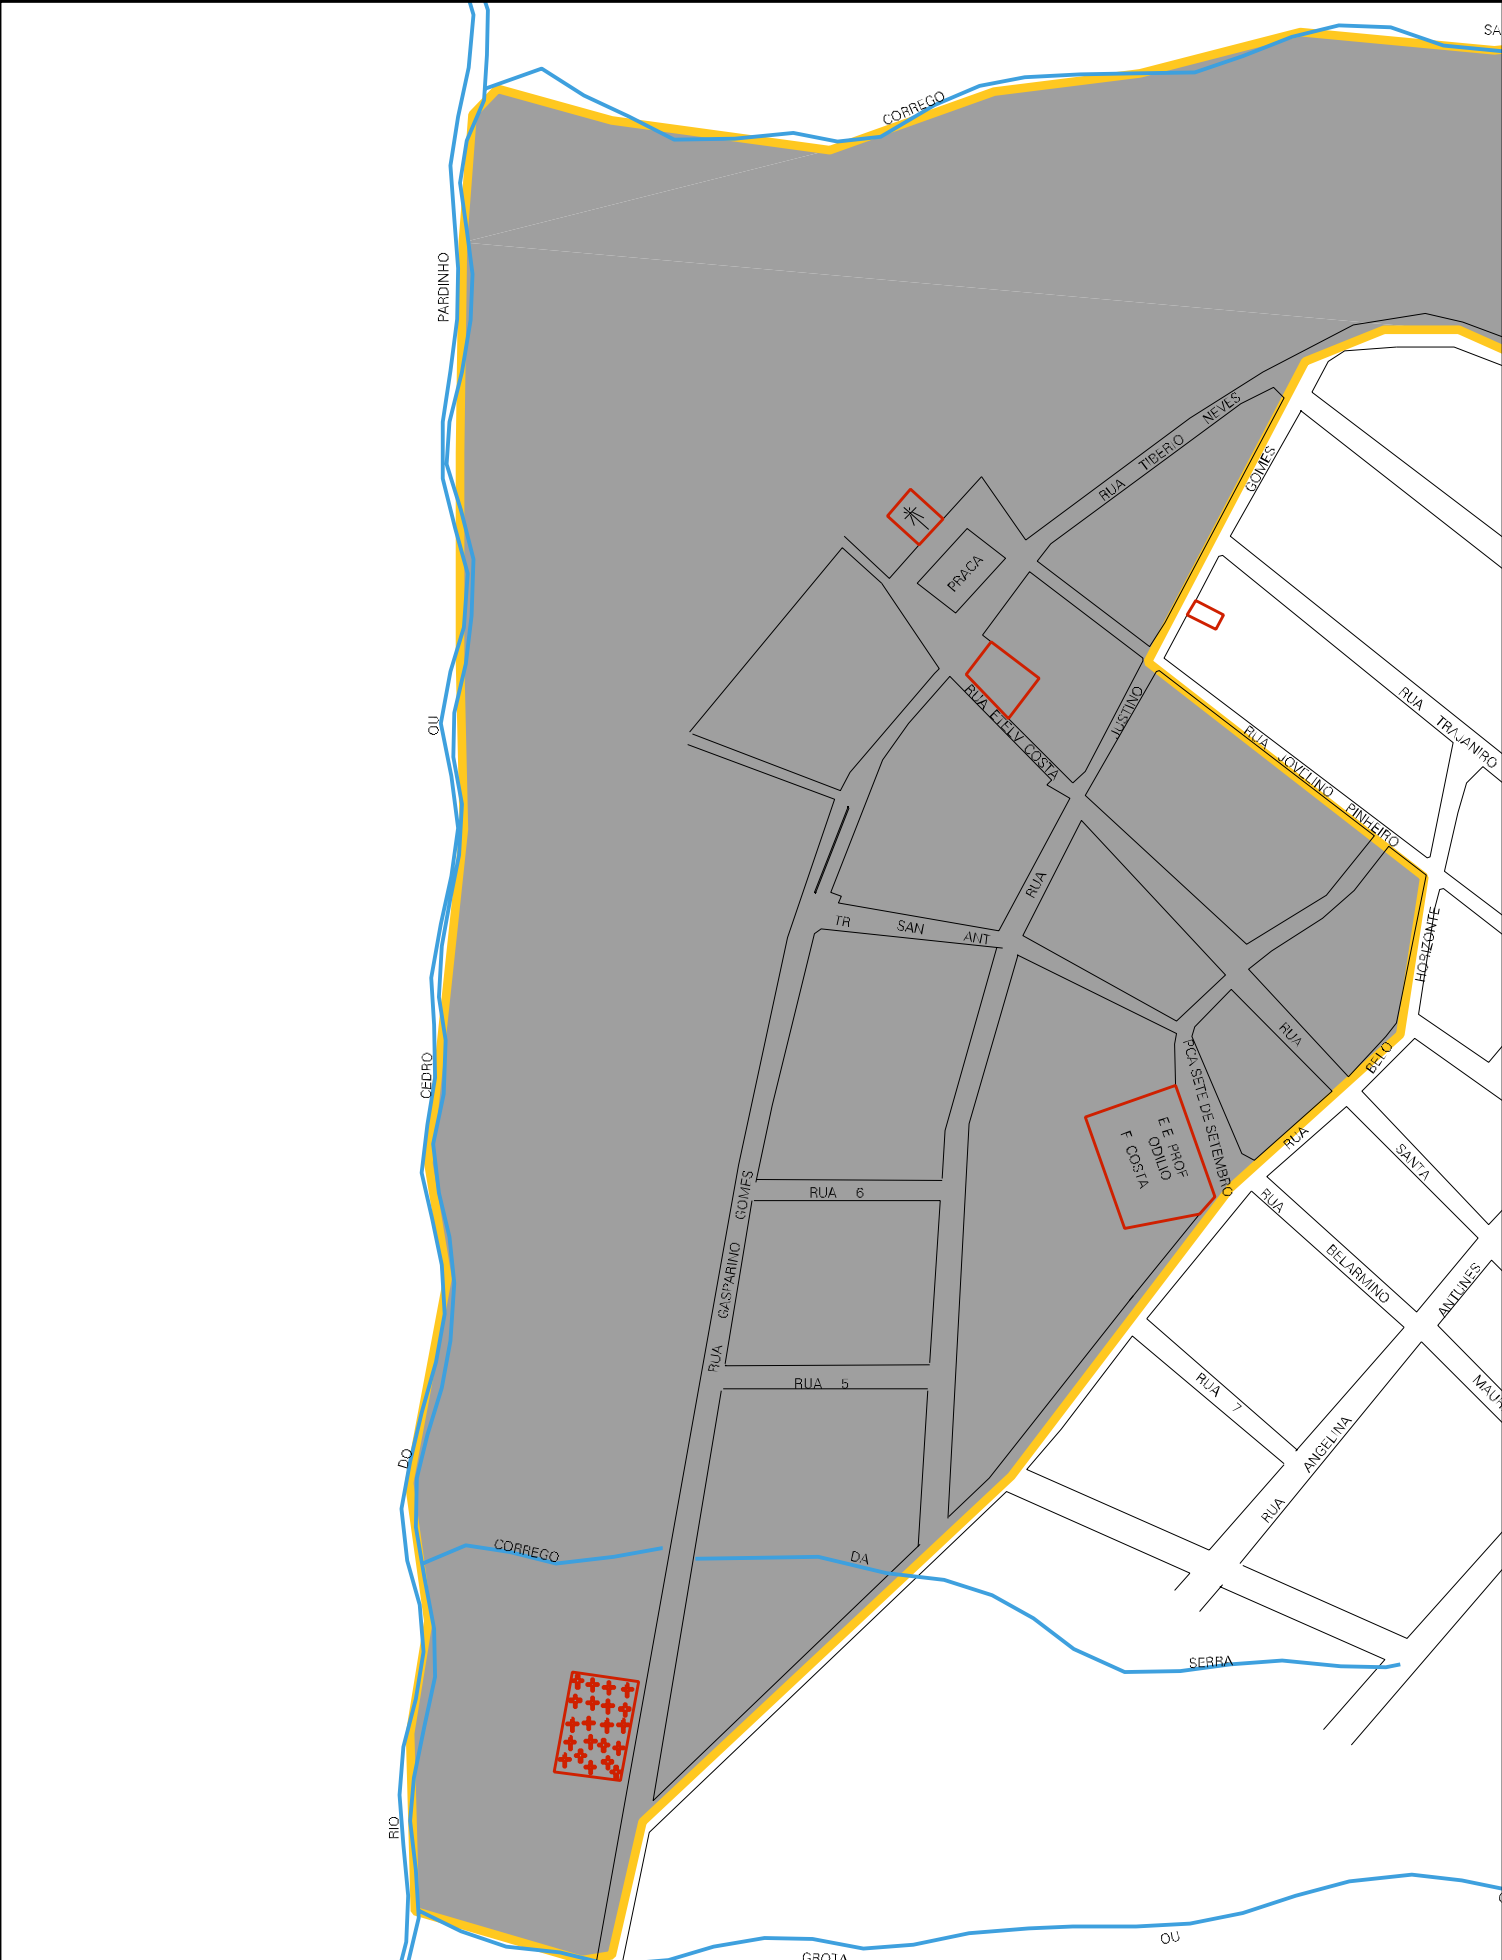 SA
CORREGO
PARDINHO
OU
CEDRO
DO
RIO
RUA TIBERIO NEVES
GOMES
JUSTINO
RUA
PRACA
RUA ETELV COSTA
RUA TRAJANIRO
RUA JOVELINO PINHEIRO
TR SAN ANT
HORIZONTE
BELO
RUA
RUA
SANTA
PCA SETE DE SETEMBRO
E E PROF
ODILIO
F COSTA
RUA 6
RUA GASPARINO GOMES
RUA BELARMINO
ANTUNES
ANGELINA
RUA
RUA 5
RUA 7
MAUR
CORREGO DA SERRA
OU
GROTA